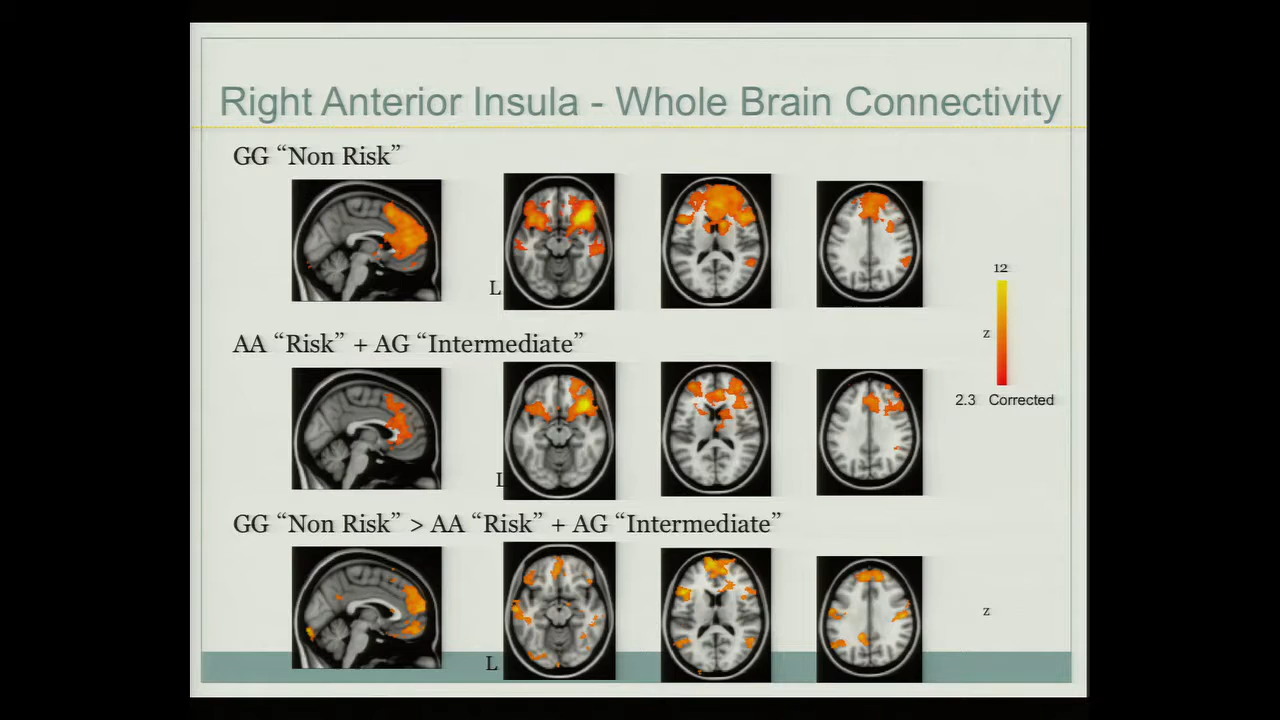 Right Anterior Insula - Whole Brain Connectivity
GG “Non Risk”
L
12
z
2.3 Corrected
AA “Risk” + AG “Intermediate”
L
GG “Non Risk” > AA “Risk” + AG “Intermediate”
z
L